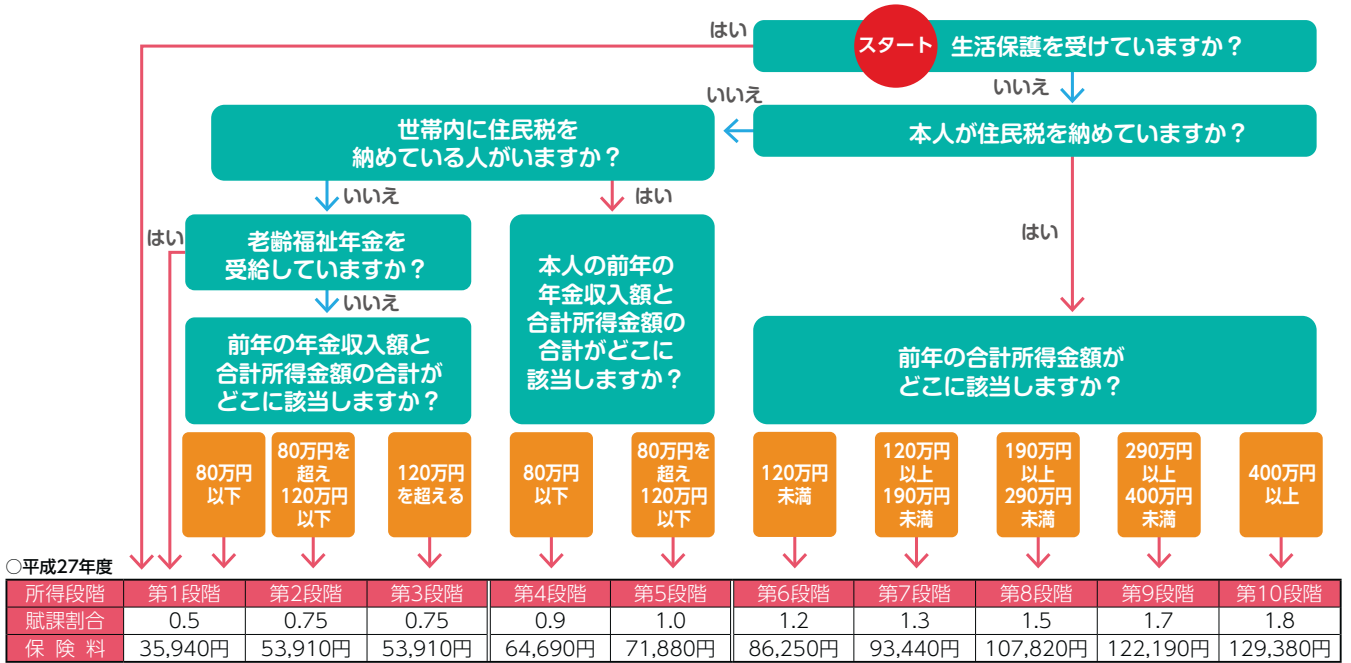 はい
スタート 生活保護を受けていますか？
いいえ
いいえ
本人が住民税を納めていますか？
世帯内に住民税を
納めている人がいますか？
いいえ
はい
はい
はい
老齢福祉年金を
受給していますか？
いいえ
本人の前年の
年金収入額と
合計所得金額の
合計がどこに
該当しますか？
前年の年金収入額と
合計所得金額の合計が
どこに該当しますか？
前年の合計所得金額が
どこに該当しますか？
80万円
以下
80万円を
超え
120万円
以下
120万円
を超える
80万円
以下
80万円を
超え
120万円
以下
120万円
未満
120万円
以上
190万円
未満
190万円
以上
290万円
未満
290万円
以上
400万円
未満
400万円
以上
○平成27年度
所得段階 第1段階 第2段階 第3段階 第4段階 第5段階 第6段階 第7段階 第8段階 第9段階 第10段階
賦課割合 0.5 0.75 0.75 0.9 1.0 1.2 1.3 1.5 1.7 1.8
保険料 35,940円 53,910円 53,910円 64,690円 71,880円 86,250円 93,440円 107,820円 122,190円 129,380円